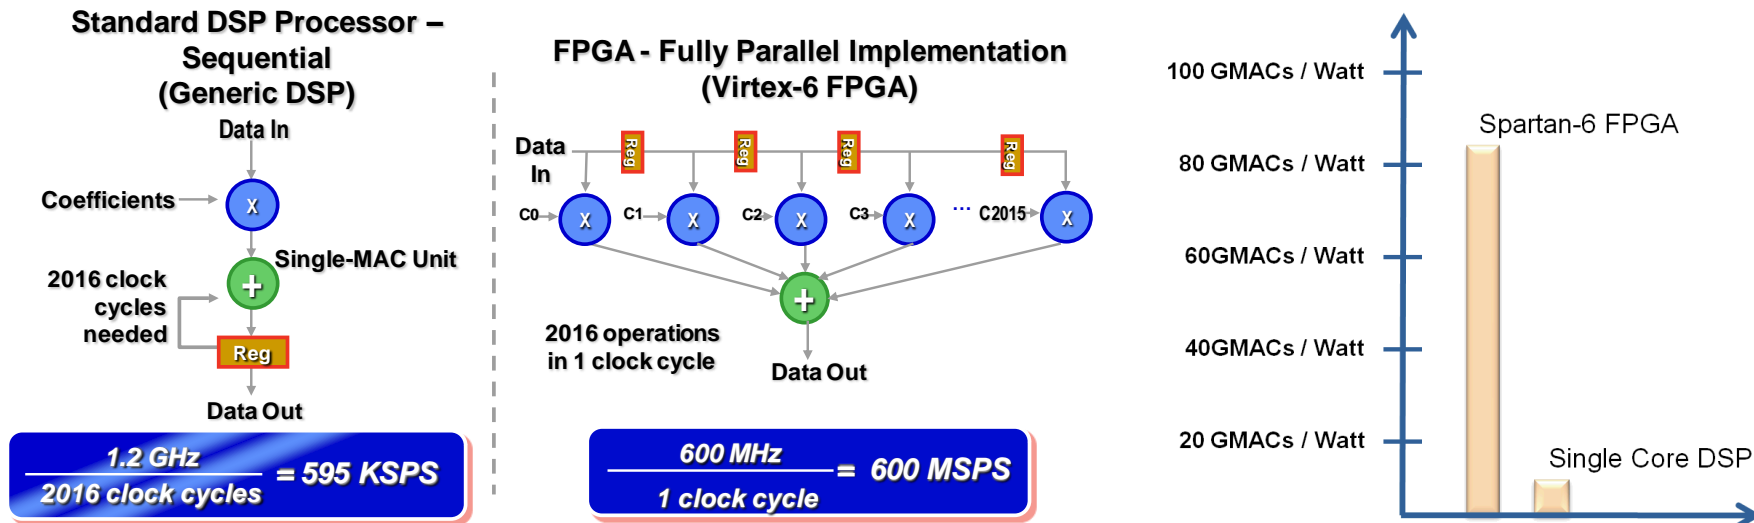 Standard DSP Processor –
Sequential
(Generic DSP)
Data In
Coefficients
X
Single-MAC Unit
+
2016 clock
cycles
needed
Reg
Data Out
1.2 GHz
2016 clock cycles
= 595 KSPS
FPGA - Fully Parallel Implementation
(Virtex-6 FPGA)
Data
In
Reg
Reg
Reg
Reg
C0
X
C1
X
C2
X
C3
X
...
C2015
X
+
2016 operations
in 1 clock cycle
Data Out
600 MHz
1 clock cycle
= 600 MSPS
100 GMACs / Watt
Spartan-6 FPGA
80 GMACs / Watt
60GMACs / Watt
40GMACs / Watt
20 GMACs / Watt
Single Core DSP